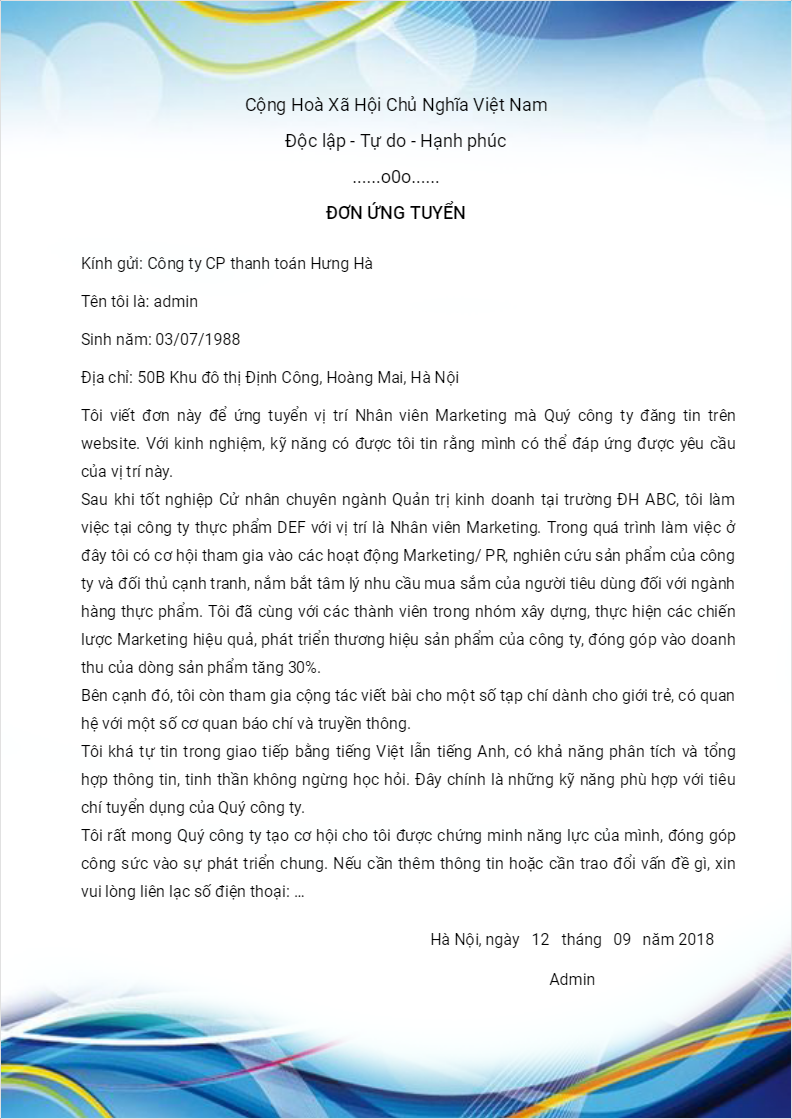 Cộng Hoà Xã Hội Chủ Nghĩa Việt Nam
Độc lập - Tự do - Hạnh phúc
......o0o......
ĐƠN ỨNG TUYỂN
Kính gửi: Công ty CP thanh toán Hưng Hà
Tên tôi là: admin
Sinh năm: 03/07/1988
Địa chỉ: 50B Khu đô thị Định Công, Hoàng Mai, Hà Nội
Tôi viết đơn này để ứng tuyển vị trí Nhân viên Marketing mà Quý công ty đăng tin trên
website. Với kinh nghiệm, kỹ năng có được tôi tin rằng mình có thể đáp ứng được yêu cầu
của vị trí này.
Sau khi tốt nghiệp Cử nhân chuyên ngành Quản trị kinh doanh tại trường ĐH ABC, tôi làm
việc tại công ty thực phẩm DEF với vị trí là Nhân viên Marketing. Trong quá trình làm việc ở
đây tôi có cơ hội tham gia vào các hoạt động Marketing/ PR, nghiên cứu sản phẩm của công
ty và đối thủ cạnh tranh, nắm bắt tâm lý nhu cầu mua sắm của người tiêu dùng đối với ngành
hàng thực phẩm. Tôi đã cùng với các thành viên trong nhóm xây dựng, thực hiện các chiến
lược Marketing hiệu quả, phát triển thương hiệu sản phẩm của công ty, đóng góp vào doanh
thu của dòng sản phẩm tăng 30%.
Bên cạnh đó, tôi còn tham gia cộng tác viết bài cho một số tạp chí dành cho giới trẻ, có quan
hệ với một số cơ quan báo chí và truyền thông.
Tôi khá tự tin trong giao tiếp bằng tiếng Việt lẫn tiếng Anh, có khả năng phân tích và tổng
hợp thông tin, tinh thần không ngừng học hỏi. Đây chính là những kỹ năng phù hợp với tiêu
chí tuyển dụng của Quý công ty.
Tôi rất mong Quý công ty tạo cơ hội cho tôi được chứng minh năng lực của mình, đóng góp
công sức vào sự phát triển chung. Nếu cần thêm thông tin hoặc cần trao đổi vấn đề gì, xin
vui lòng liên lạc số điện thoại: ...
Hà Nội, ngày 12 tháng 09 năm 2018
Admin